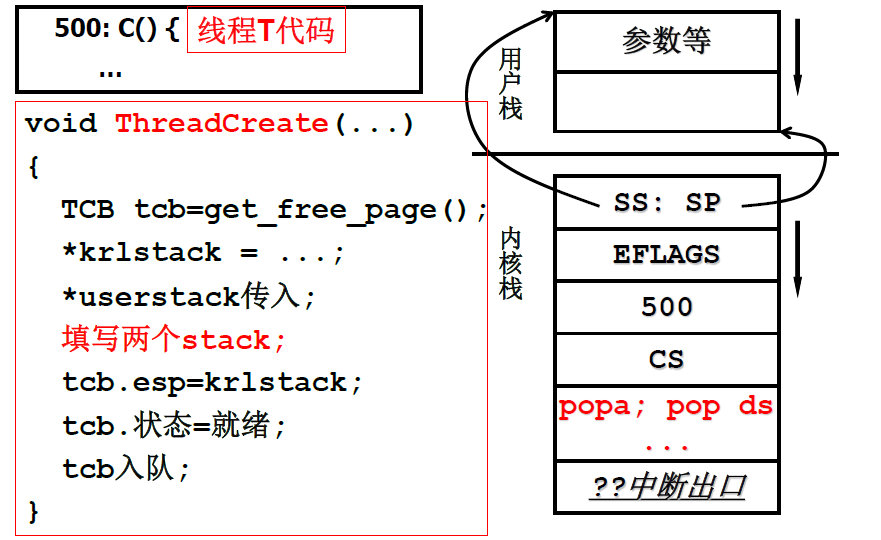 500: C() { 线程T代码
...
void ThreadCreate(...)
{
TCB tcb=get_free_page();
*krlstack = ...;
*userstack传入;
填写两个stack;
tcb.esp=krlstack;
tcb.状态=就绪;
tcb入队;
}
用户栈
参数等
内核栈
SS: SP
EFLAGS
500
CS
popa; pop ds
...
??中断出口